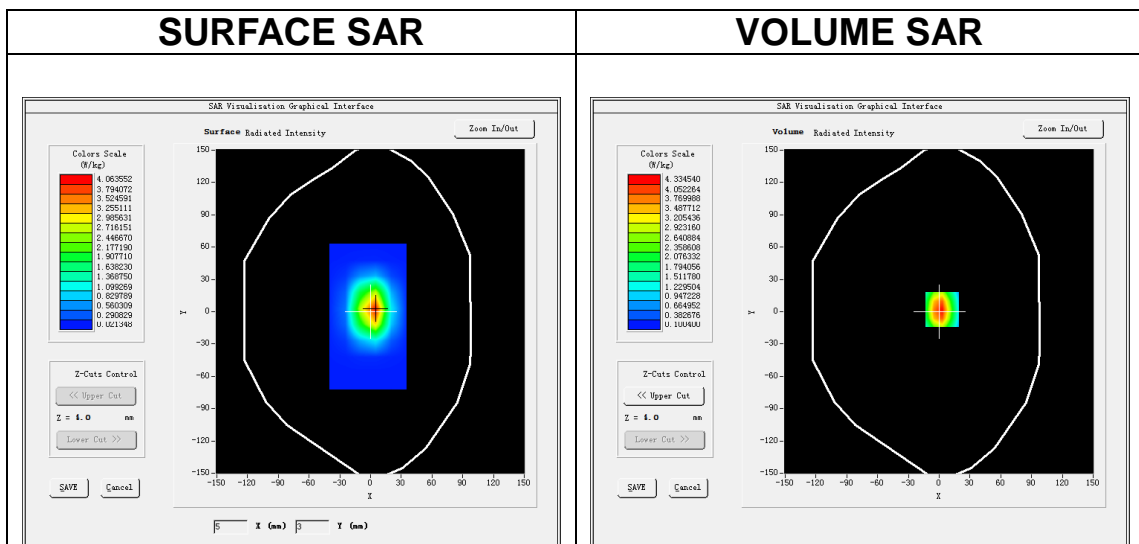 SURFACE SAR
VOLUME SAR
SAR Visualisation Graphical Interface
Surface Radiated Intensity
Zoom In/Out
Colors Scale
(W/kg)
4.063552
3.794072
3.524591
3.255111
2.985631
2.716151
2.446670
2.177190
1.907710
1.638230
1.368750
1.099269
0.829789
0.560309
0.290829
0.021348
Z-Cuts Control
<< Upper Cut
Z = 4.0 mm
Lower Cut >>
SAVE
Cancel
150
120
90
60
30
0
-30
-60
-90
-120
-150
Y
-150 -120 -90 -60 -30 0 30 60 90 120 150
X
5 X (mm) 3 Y (mm)
SAR Visualisation Graphical Interface
Volume Radiated Intensity
Zoom In/Out
Colors Scale
(W/kg)
4.334540
4.052264
3.769988
3.487712
3.205436
2.923160
2.640884
2.358608
2.076332
1.794056
1.511780
1.229504
0.947228
0.664952
0.382676
0.100400
Z-Cuts Control
<< Upper Cut
Z = 4.0 mm
Lower Cut >>
SAVE
Cancel
150
120
90
60
30
0
-30
-60
-90
-120
-150
Y
-150 -120 -90 -60 -30 0 30 60 90 120 150
X